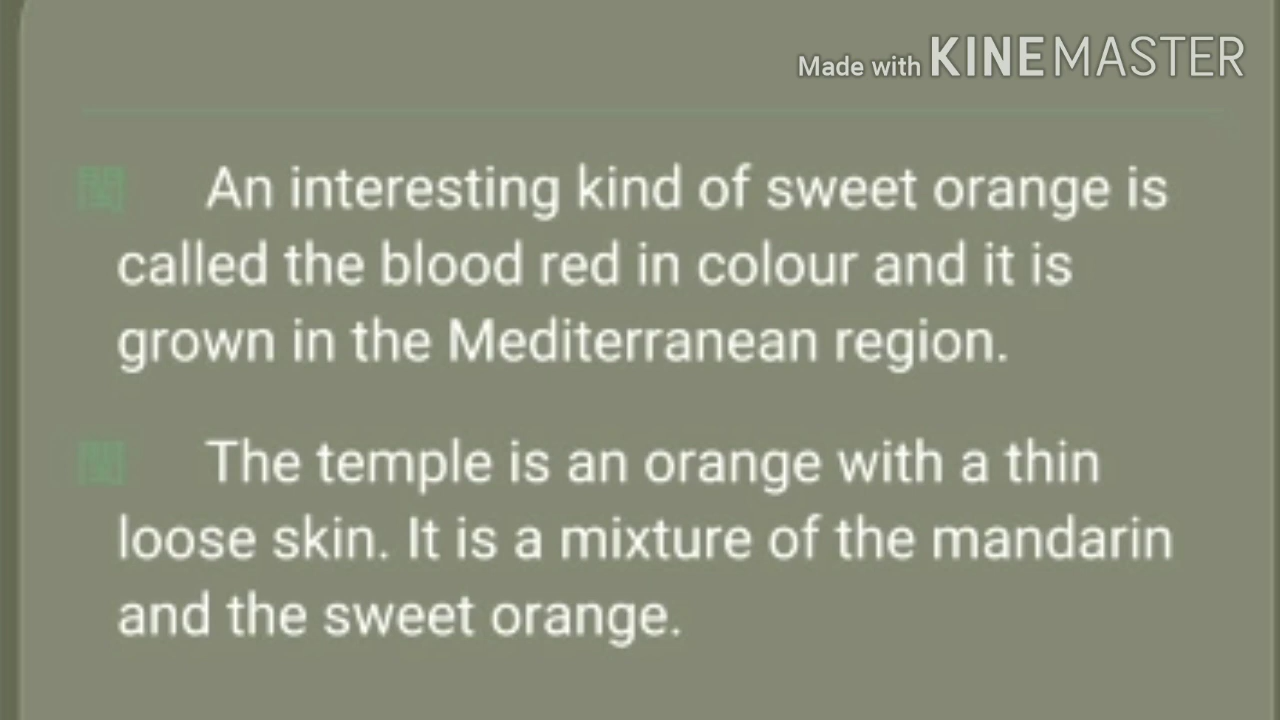 Made with KINEMASTER
An interesting kind of sweet orange is
called the blood red in colour and it is
grown in the Mediterranean region.
The temple is an orange with a thin
loose skin. It is a mixture of the mandarin
and the sweet orange.